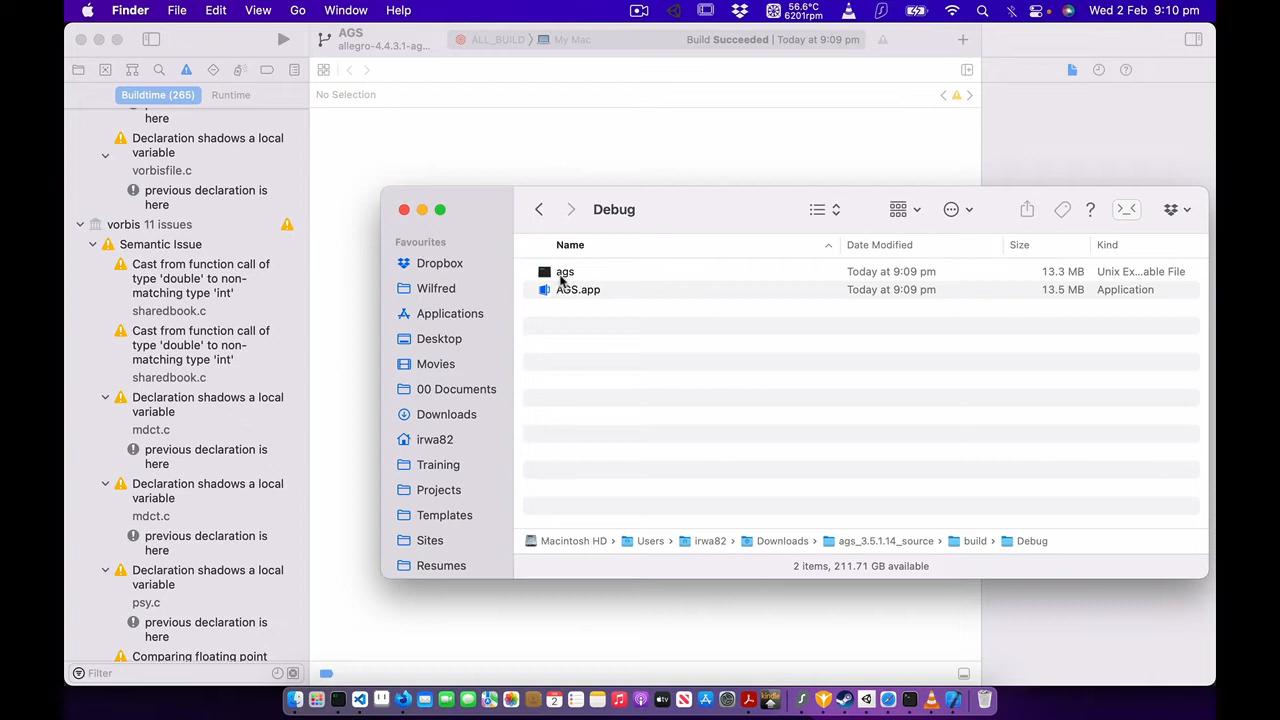 Finder File Edit View Go Window Help 56.6°C 6201rpm Wed 2 Feb 9:10 pm
AGS
allegro-4.4.3.1-ag...
ALL_BUILD 〉 My Mac Build Succeeded | Today at 9:09 pm
Buildtime (265) Runtime
No Selection
here
Declaration shadows a local
variable
vorbisfile.c
previous declaration is
here
vorbis 11 issues
Semantic Issue
Cast from function call of
type 'double' to non-
matching type 'int'
sharedbook.c
Cast from function call of
type 'double' to non-
matching type 'int'
sharedbook.c
Declaration shadows a local
variable
mdct.c
previous declaration is
here
Declaration shadows a local
variable
mdct.c
previous declaration is
here
Declaration shadows a local
variable
psy.c
previous declaration is
here
Comparing floating point
Filter
Debug
Favourites
Dropbox
Wilfred
Applications
Desktop
Movies
00 Documents
Downloads
irwa82
Training
Projects
Templates
Sites
Resumes
Name Date Modified Size Kind
ags Today at 9:09 pm 13.3 MB Unix Ex...able File
AGS.app Today at 9:09 pm 13.5 MB Application
Macintosh HD › Users › irwa82 › Downloads › ags_3.5.1.14_source › build › Debug
2 items, 211.71 GB available